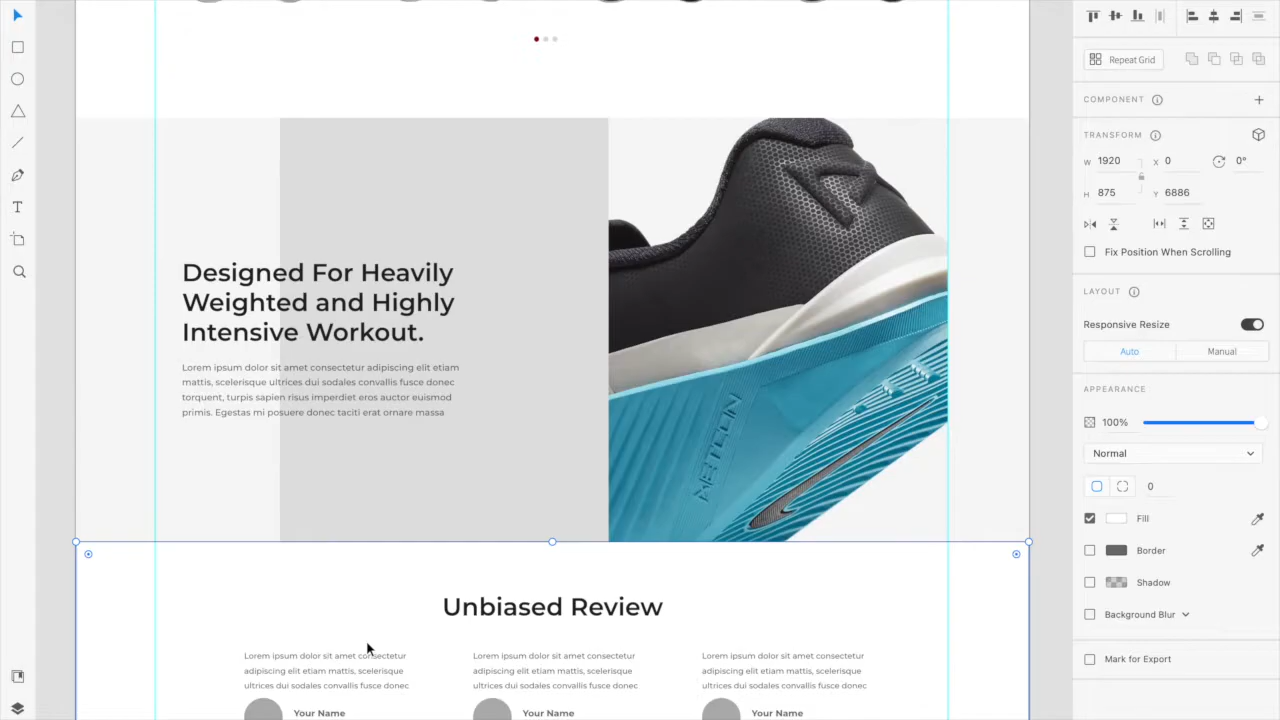 Repeat Grid
COMPONENT
TRANSFORM
W 1920 X 0 0°
H 875 Y 6886
Fix Position When Scrolling
LAYOUT
Responsive Resize
Auto Manual
APPEARANCE
100%
Normal
0
Fill
Border
Shadow
Background Blur
Mark for Export
T
Designed For Heavily
Weighted and Highly
Intensive Workout.
Lorem ipsum dolor sit amet consectetur adipiscing elit etiam
mattis, scelerisque ultrices dui sodales convallis fusce donec
torquent, turpis sapien risus imperdiet eros auctor euismod
primis. Egestas mi posuere donec taciti erat ornare massa
METCON
Unbiased Review
Lorem ipsum dolor sit amet consectetur
adipiscing elit etiam mattis, scelerisque
ultrices dui sodales convallis fusce donec
Your Name
Lorem ipsum dolor sit amet consectetur
adipiscing elit etiam mattis, scelerisque
ultrices dui sodales convallis fusce donec
Your Name
Lorem ipsum dolor sit amet consectetur
adipiscing elit etiam mattis, scelerisque
ultrices dui sodales convallis fusce donec
Your Name